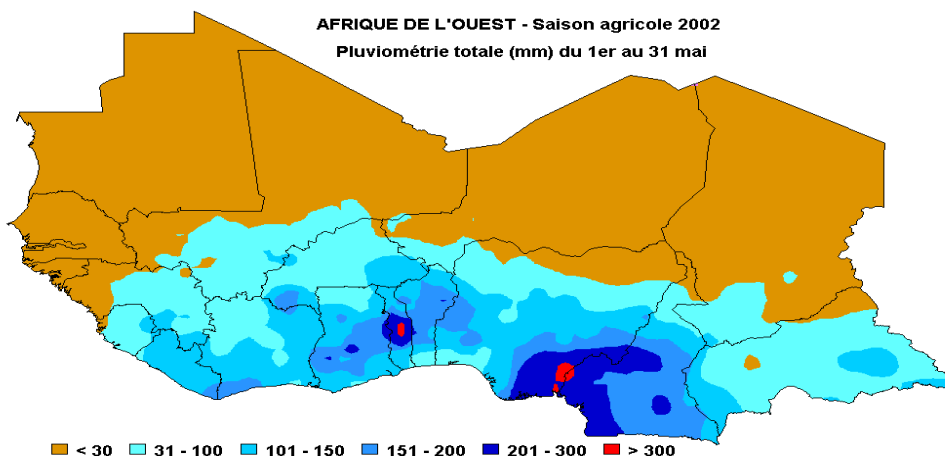 AFRIQUE DE L'OUEST - Saison agricole 2002
Pluviométrie totale (mm) du 1er au 31 mai
< 30 31 - 100 101 - 150 151 - 200 201 - 300 > 300